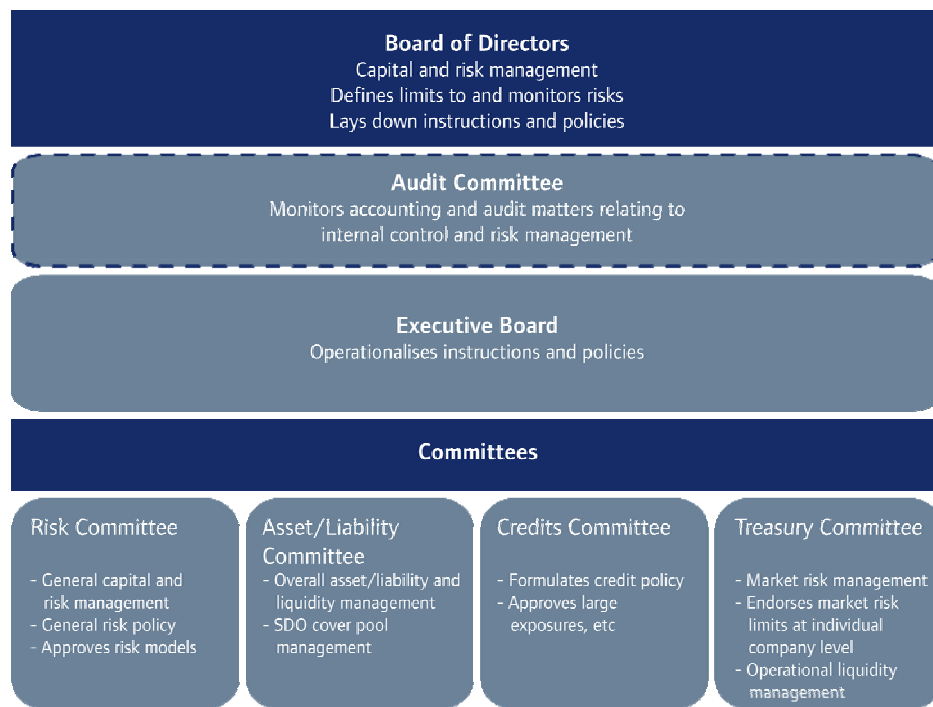 Board of Directors
Capital and risk management
Defines limits to and monitors risks
Lays down instructions and policies
Audit Committee
Monitors accounting and audit matters relating to
internal control and risk management
Executive Board
Operationalises instructions and policies
Committees
Risk Committee
- General capital and
risk management
- General risk policy
- Approves risk models
Asset/Liability
Committee
- Overall asset/liability and
liquidity management
- SDO cover pool
management
Credits Committee
- Formulates credit policy
- Approves large
exposures, etc
Treasury Committee
- Market risk management
- Endorses market risk
limits at individual
company level
- Operational liquidity
management